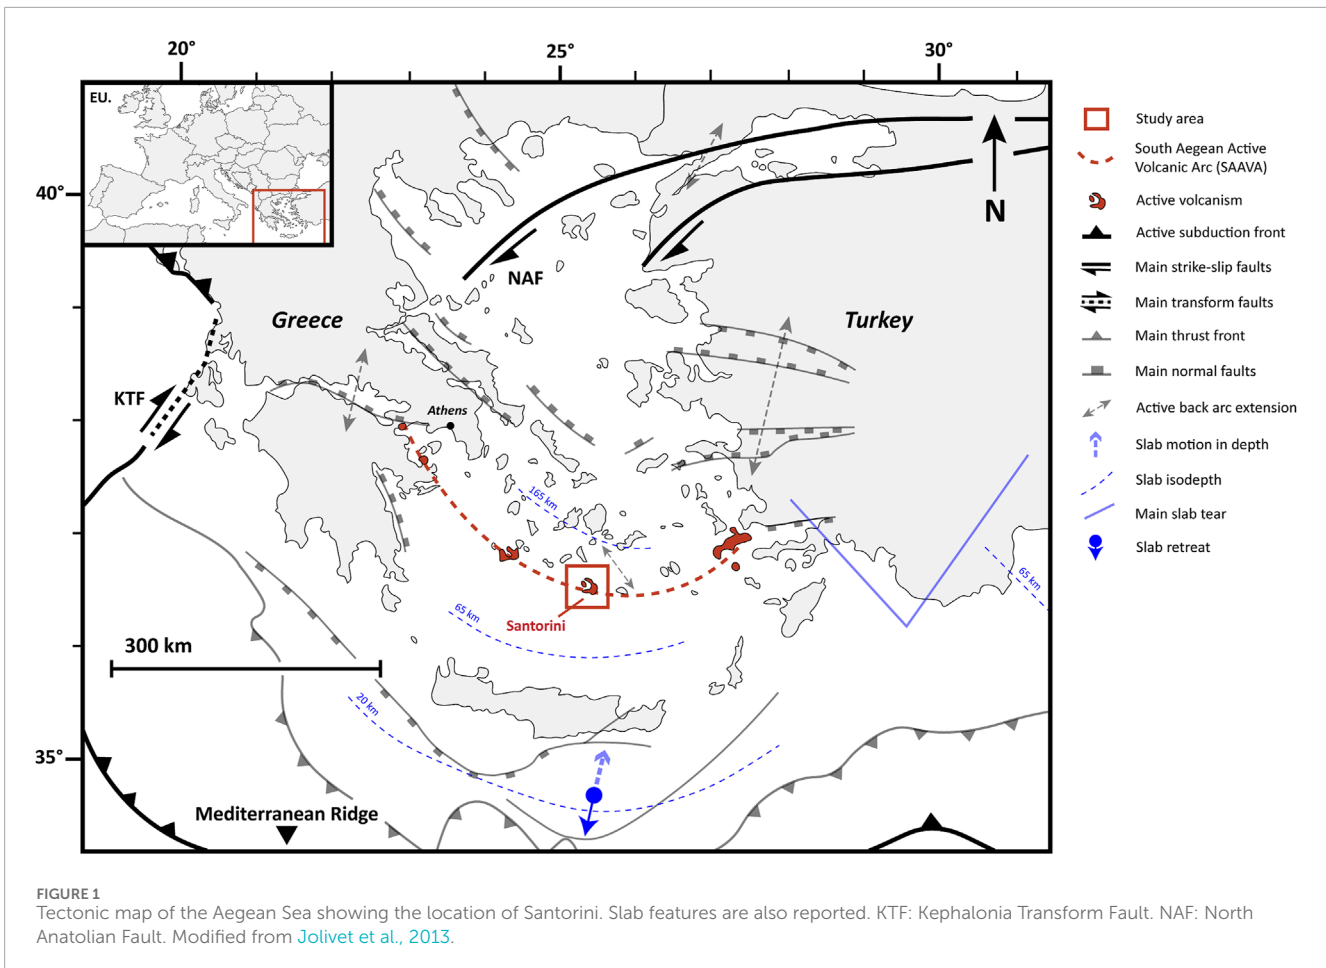 20°
25°
30°
EU.
40°
N
NAF
Greece
Turkey
KTF
Athens
165 km
65 km
Santorini
65 km
300 km
20 km
35°
Mediterranean Ridge
Study area
South Aegean Active
Volcanic Arc (SAAVA)
Active volcanism
Active subduction front
Main strike-slip faults
Main transform faults
Main thrust front
Main normal faults
Active back arc extension
Slab motion in depth
Slab isodepth
Main slab tear
Slab retreat
FIGURE 1
Tectonic map of the Aegean Sea showing the location of Santorini. Slab features are also reported. KTF: Kephalonia Transform Fault. NAF: North
Anatolian Fault. Modified from Jolivet et al., 2013.